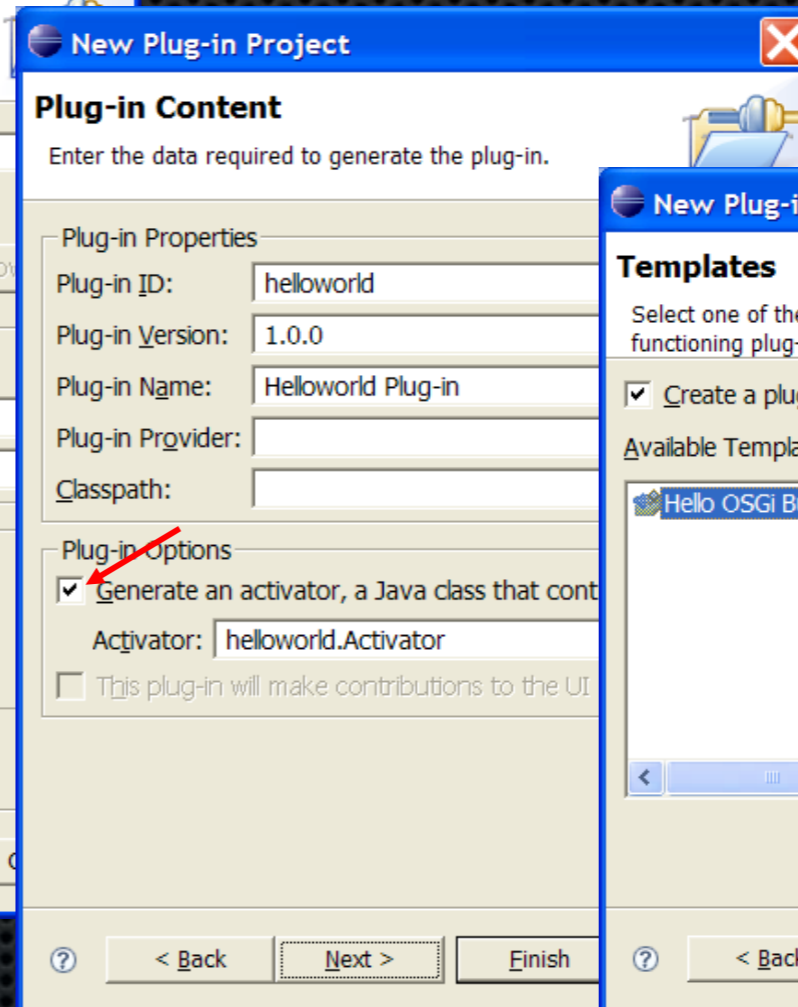 New Plug-in Project
Plug-in Content
Enter the data required to generate the plug-in.
Plug-in Properties
Plug-in ID: helloworld
Plug-in Version: 1.0.0
Plug-in Name: Helloworld Plug-in
Plug-in Provider:
Classpath:
Plug-in Options
Generate an activator, a Java class that cont
Activator: helloworld.Activator
This plug-in will make contributions to the UI
< Back Next > Finish
New Plug-i
Templates
Select one of the
functioning plug-
Create a plug
Available Templa
Hello OSGi B
< Back